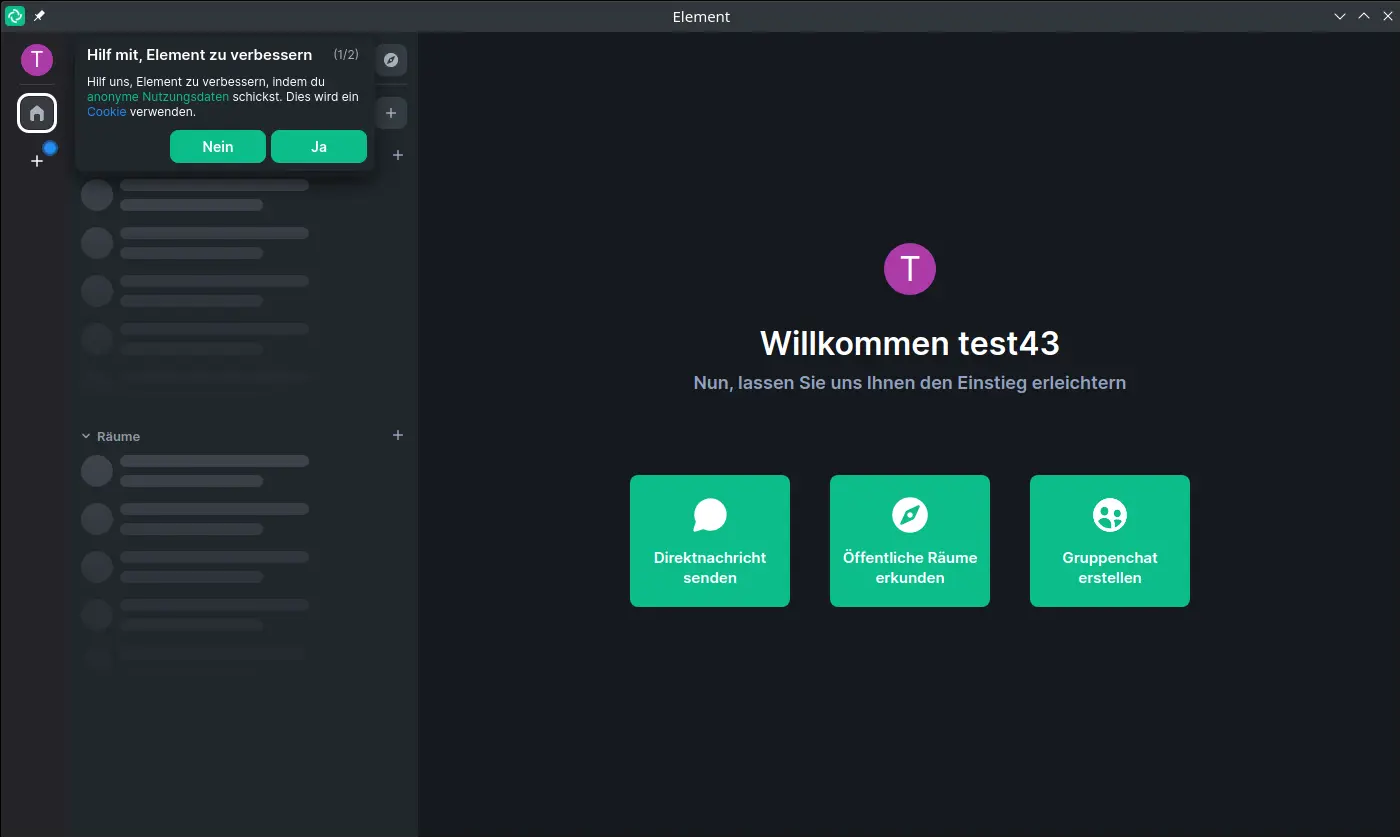 Element
T
Hilf mit, Element zu verbessern (1/2)
Hilf uns, Element zu verbessern, indem du
anonyme Nutzungsdaten schickst. Dies wird ein
Cookie verwenden.
Nein Ja
Räume
T
Willkommen test43
Nun, lassen Sie uns Ihnen den Einstieg erleichtern
Direktnachricht
senden
Öffentliche Räume
erkunden
Gruppenchat
erstellen